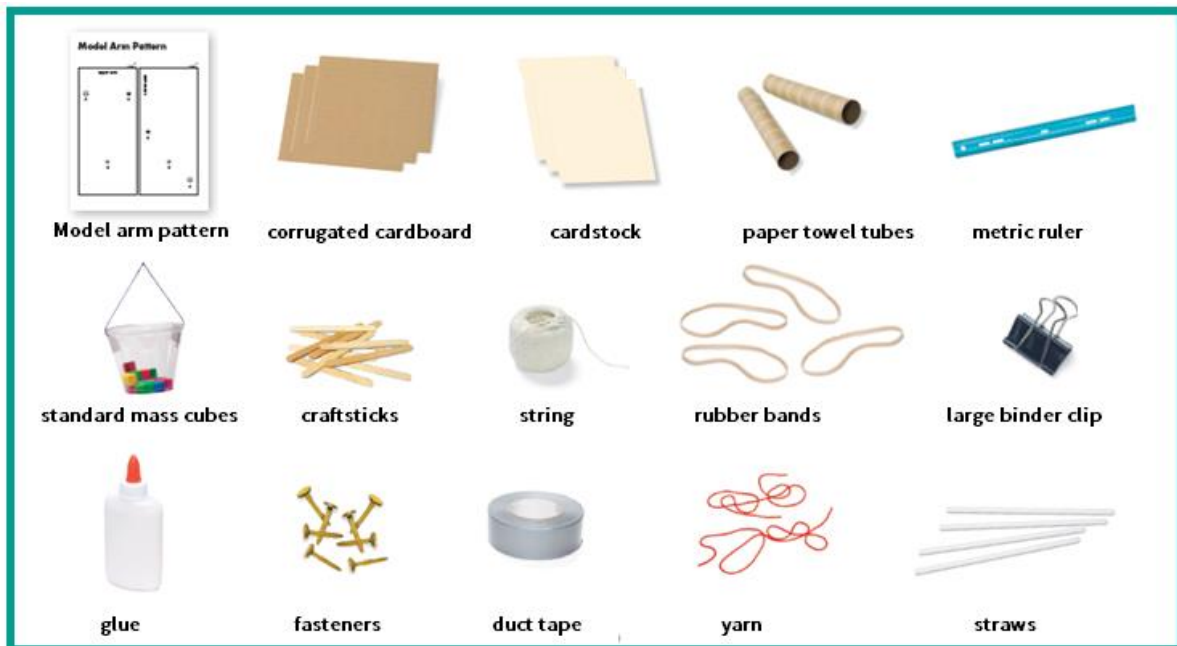 Model Arm Pattern
Model arm pattern
corrugated cardboard
cardstock
paper towel tubes
metric ruler
standard mass cubes
craftsticks
string
rubber bands
large binder clip
glue
fasteners
duct tape
yarn
straws